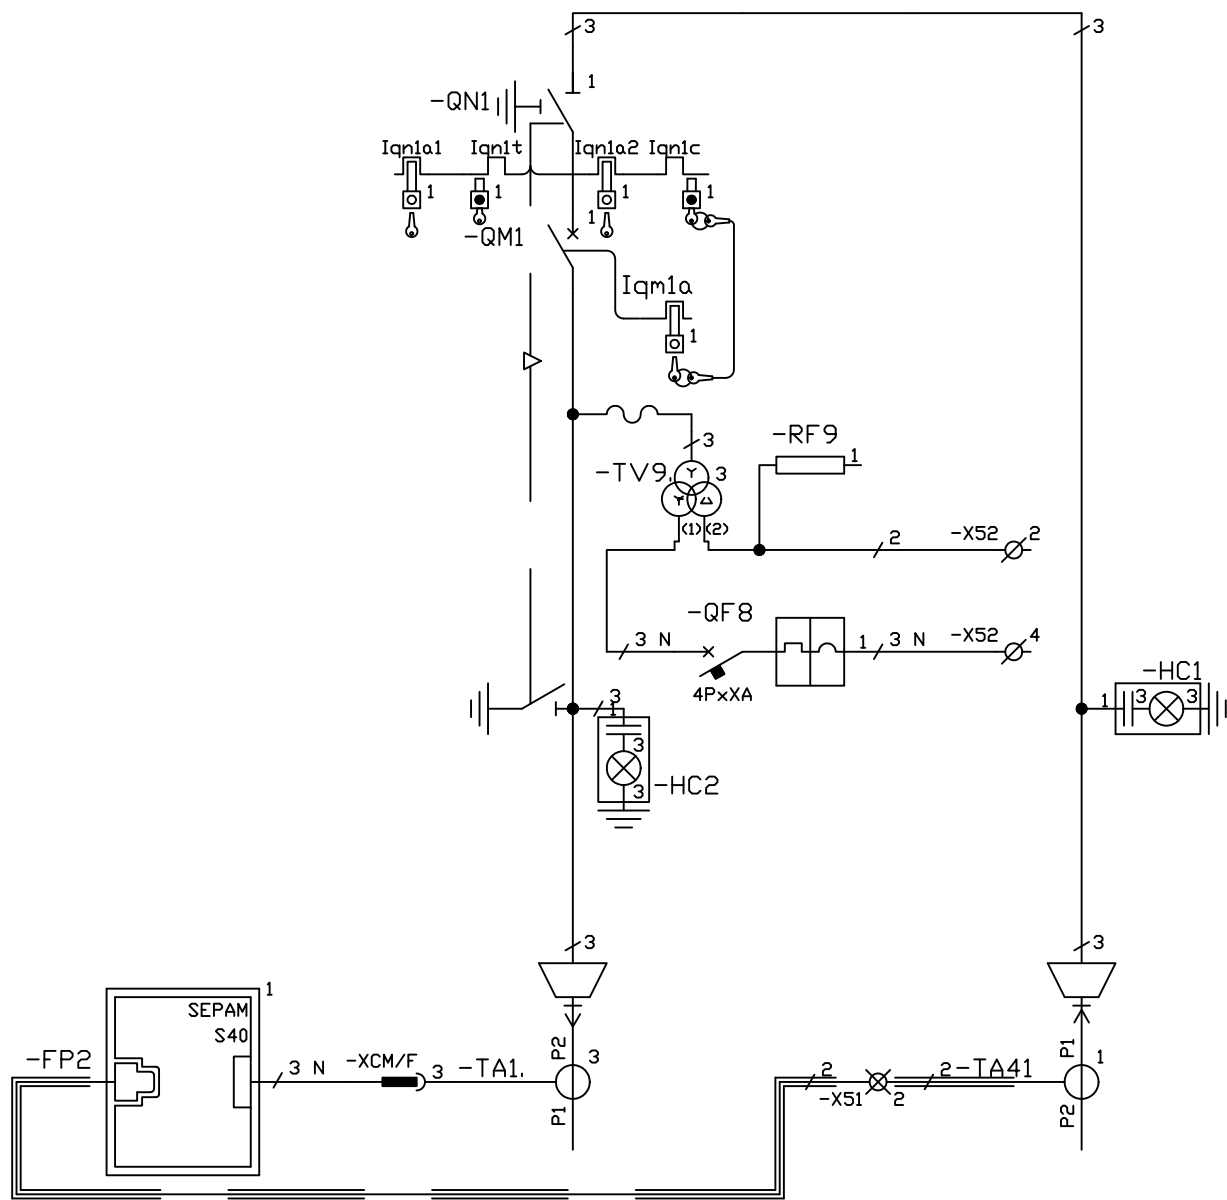 3
3
1
-QN1
Iqn1a1
Iqn1t
Iqn1a2
Iqn1c
1
1
1
1
1
-QM1
Iqm1a
1
3
-RF9
1
-TV9.
3
(1)
(2)
2
-X52
2
-QF8
3 N
1
3 N
-X52
4
4PxXA
-HC1
1
3
3
3
1
3
3
-HC2
3
3
1
SEPAM
S40
-FP2
3 N
-XCM/F
3
-TA1.
P2
3
P1
2
-X51
2
2
-TA41
P1
1
P2